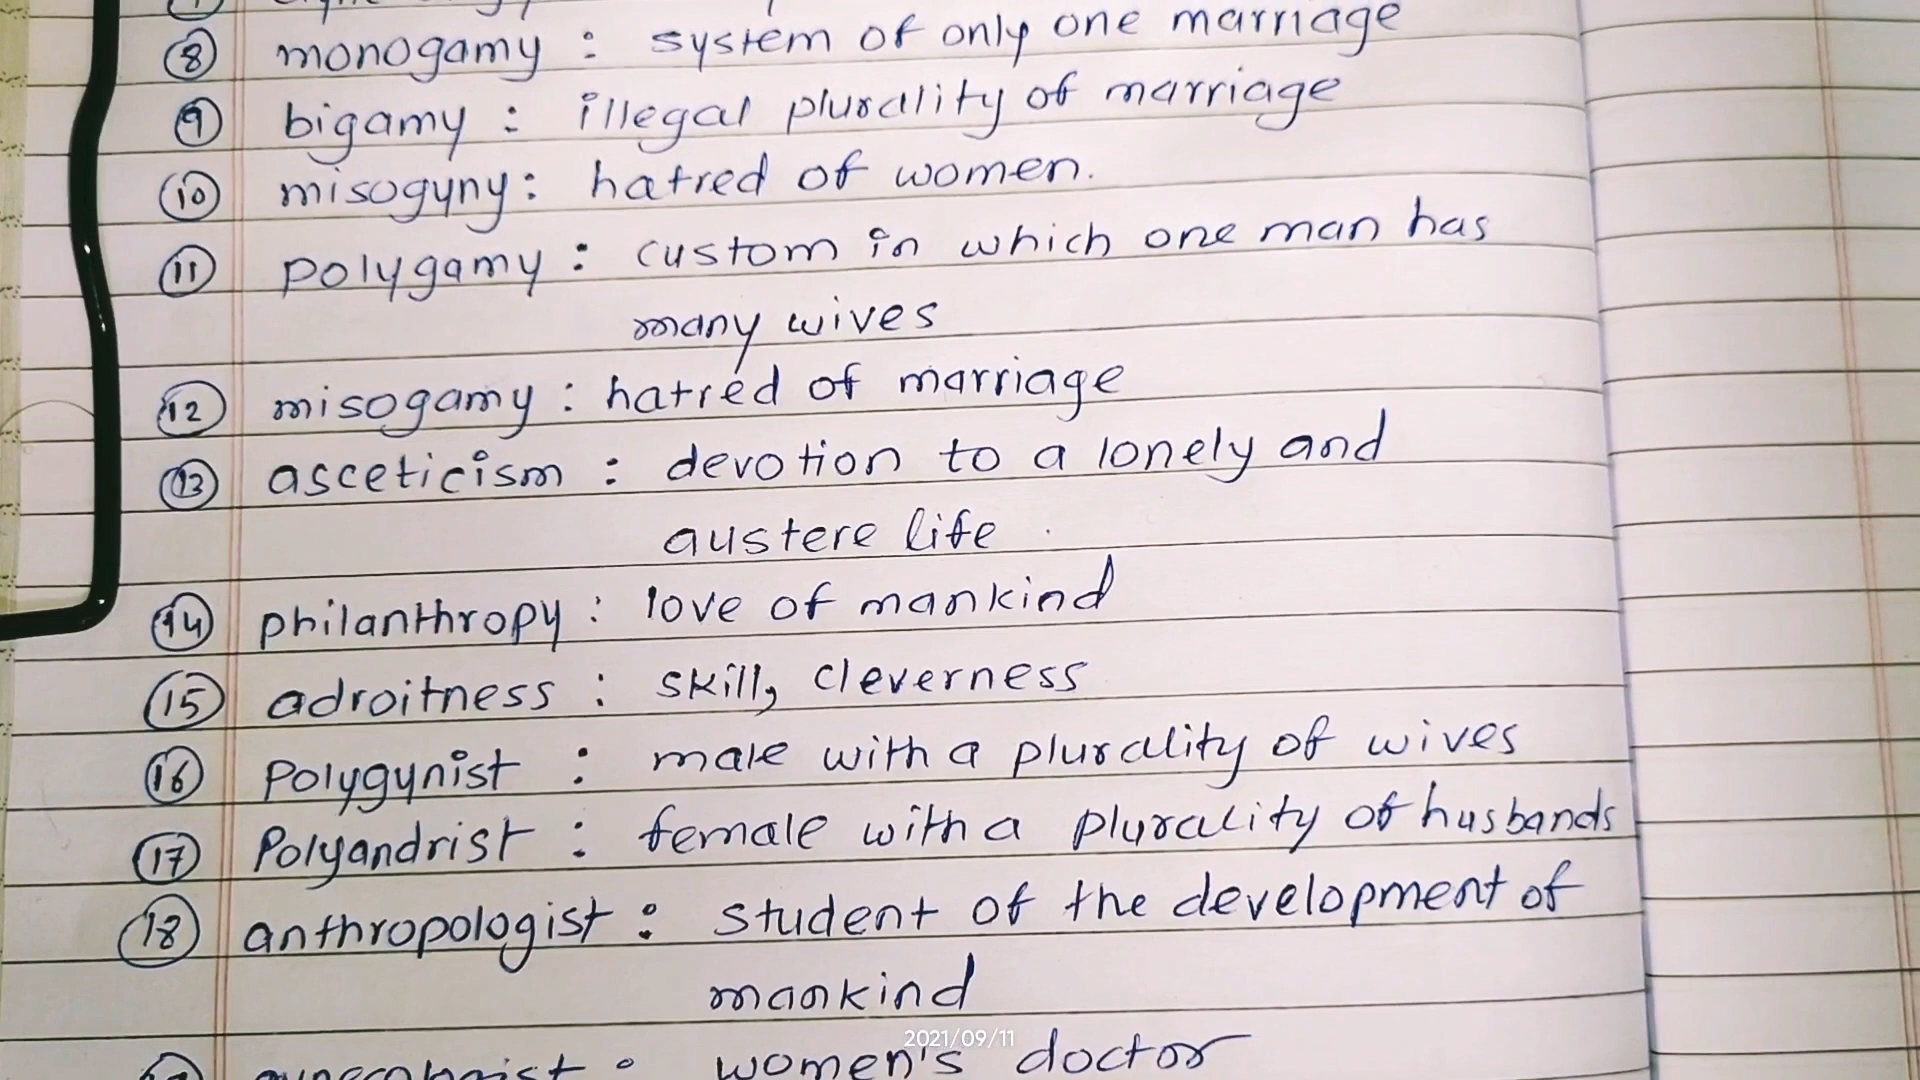 8 monogamy : system of only one marriage
9 bigamy : illegal plurality of marriage
10 misogyny : hatred of women.
11 polygamy : custom in which one man has
many wives
12 misogamy : hatred of marriage
13 asceticism : devotion to a lonely and
austere life
14 philanthropy : love of mankind
15 adroitness : skill, cleverness
16 Polygynist : male with a plurality of wives
17 Polyandrist : female with a plurality of husbands
18 anthropologist : student of the development of
mankind
2021/09/11
: women's doctor